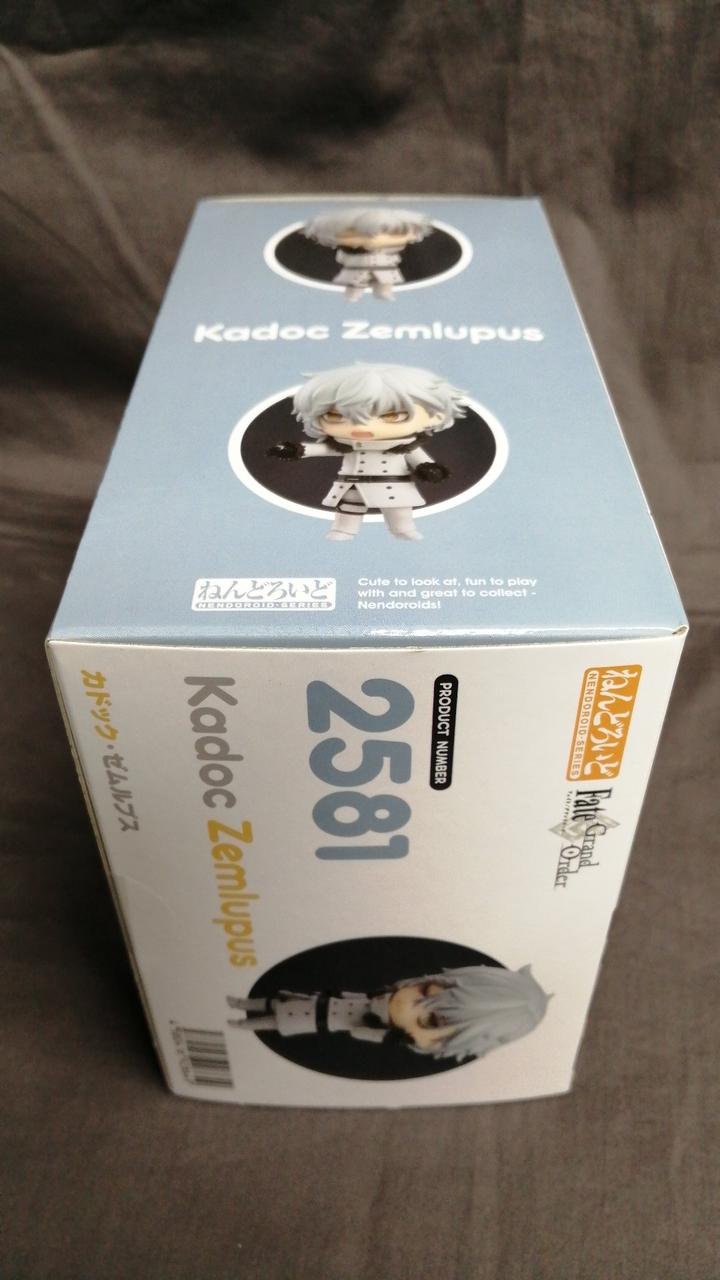 Kadoc Zemlupus
ねんどろいど
NENDOROID-SERIES
Cute to look at, fun to play
with and great to collect -
Nendoroids!
ねんどろいど
NENDOROID-SERIES
Fate/Grand
Order
PRODUCT NUMBER
2581
Kadoc Zemlupus
カドック・ゼムルプス